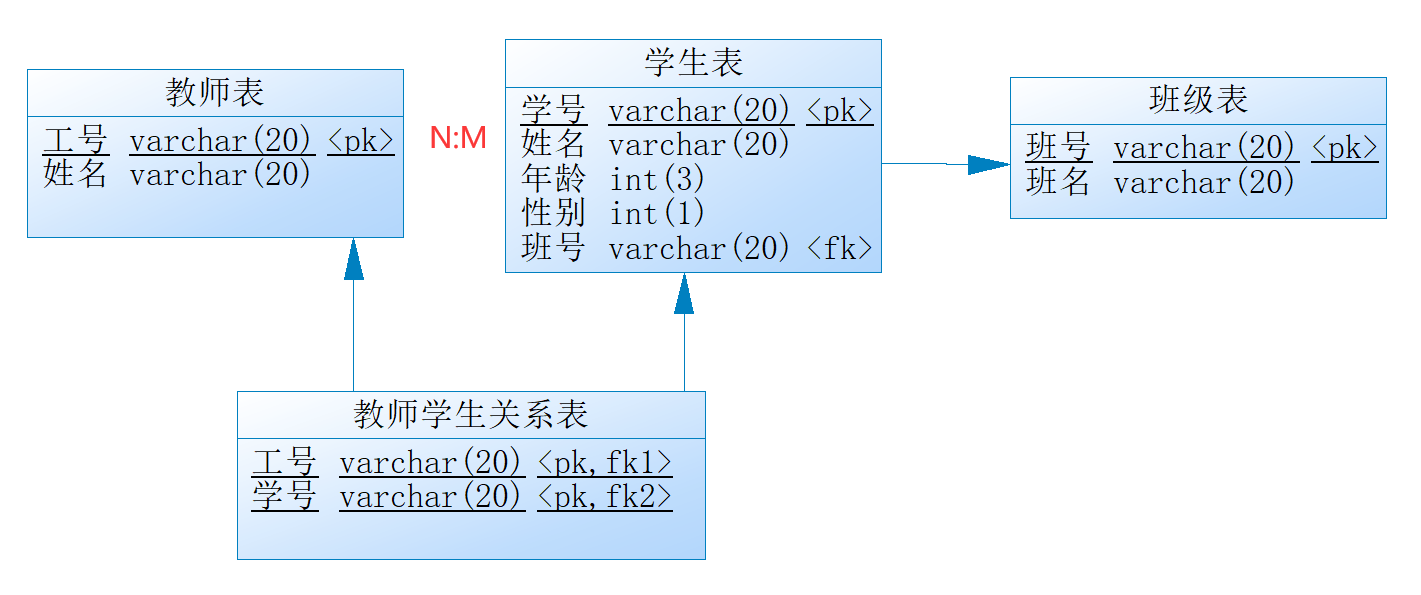 教师表
工号 varchar(20) <pk>
姓名 varchar(20)
N:M
学生表
学号 varchar(20) <pk>
姓名 varchar(20)
年龄 int(3)
性别 int(1)
班号 varchar(20) <fk>
班级表
班号 varchar(20) <pk>
班名 varchar(20)
教师学生关系表
工号 varchar(20) <pk,fk1>
学号 varchar(20) <pk,fk2>